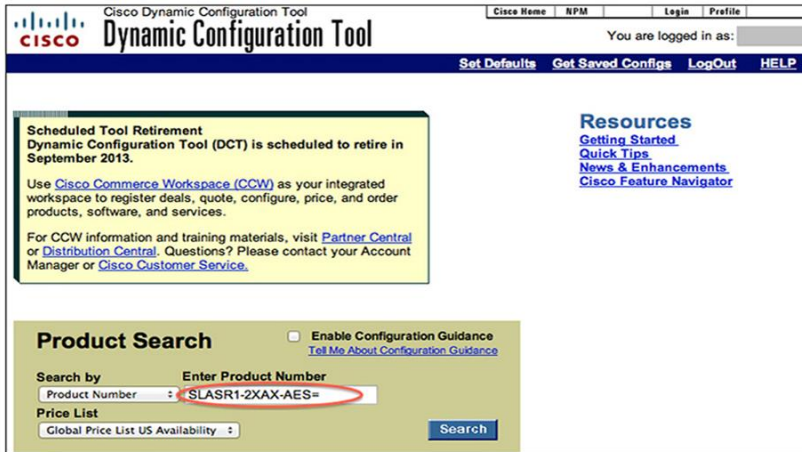 Cisco Dynamic Configuration Tool
Cisco Home NPM Login Profile
CISCO Dynamic Configuration Tool
You are logged in as:
Set Defaults Get Saved Configs LogOut HELP
Scheduled Tool Retirement
Dynamic Configuration Tool (DCT) is scheduled to retire in
September 2013.
Use Cisco Commerce Workspace (CCW) as your integrated
workspace to register deals, quote, configure, price, and order
products, software, and services.
For CCW information and training materials, visit Partner Central
or Distribution Central. Questions? Please contact your Account
Manager or Cisco Customer Service.
Resources
Getting Started
Quick Tips
News & Enhancements
Cisco Feature Navigator
Product Search
Enable Configuration Guidance
Tell Me About Configuration Guidance
Search by Enter Product Number
Product Number SLASR1-2XAX-AES=
Price List
Global Price List US Availability
Search